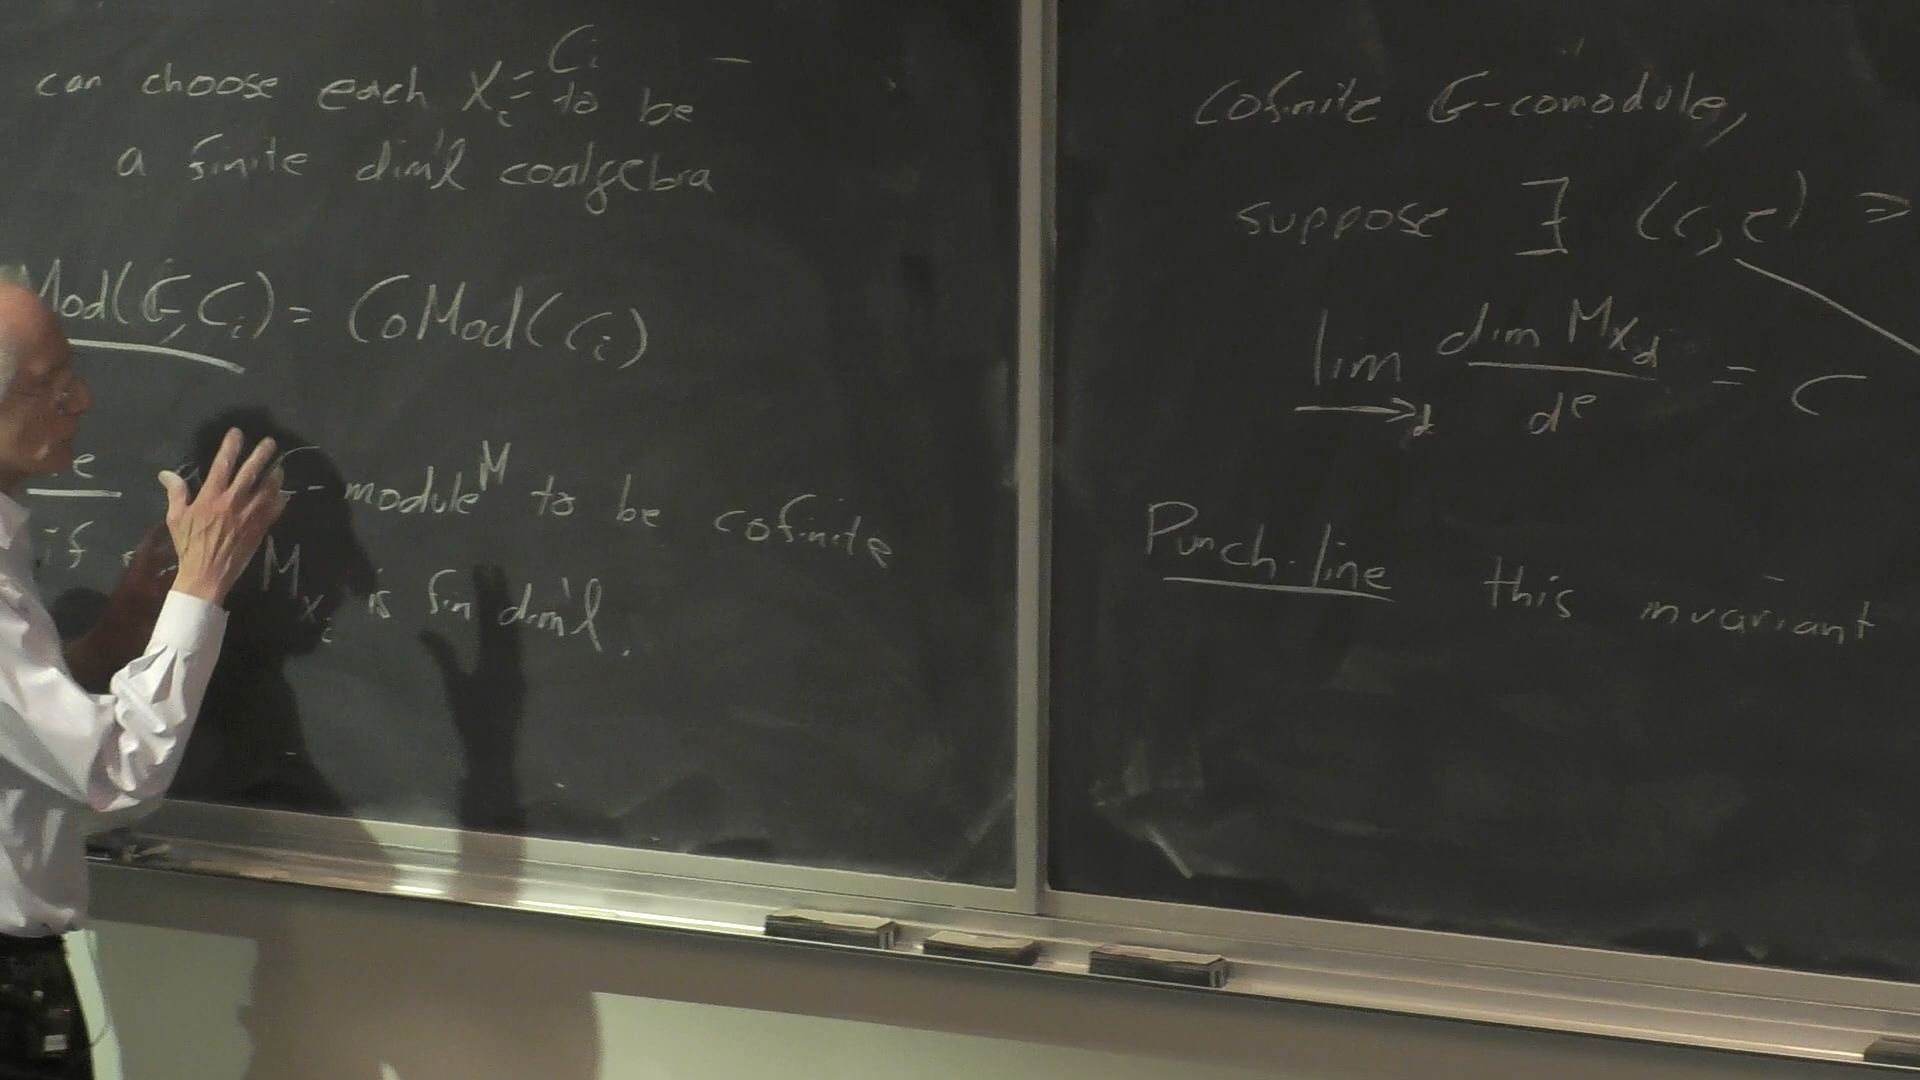 can choose each X_i = C_i to be
a finite dim'l coalgebra
Mod(G, C_i) = CoMod(C_i)
-module M to be cofinite
if M_{X_i} is fin dim'l.
Cofinite G-comodule,
suppose ∃ (c, e) ∋
lim_{→ d} dim M_{X_d} / d^e = c
Punch-line this invariant